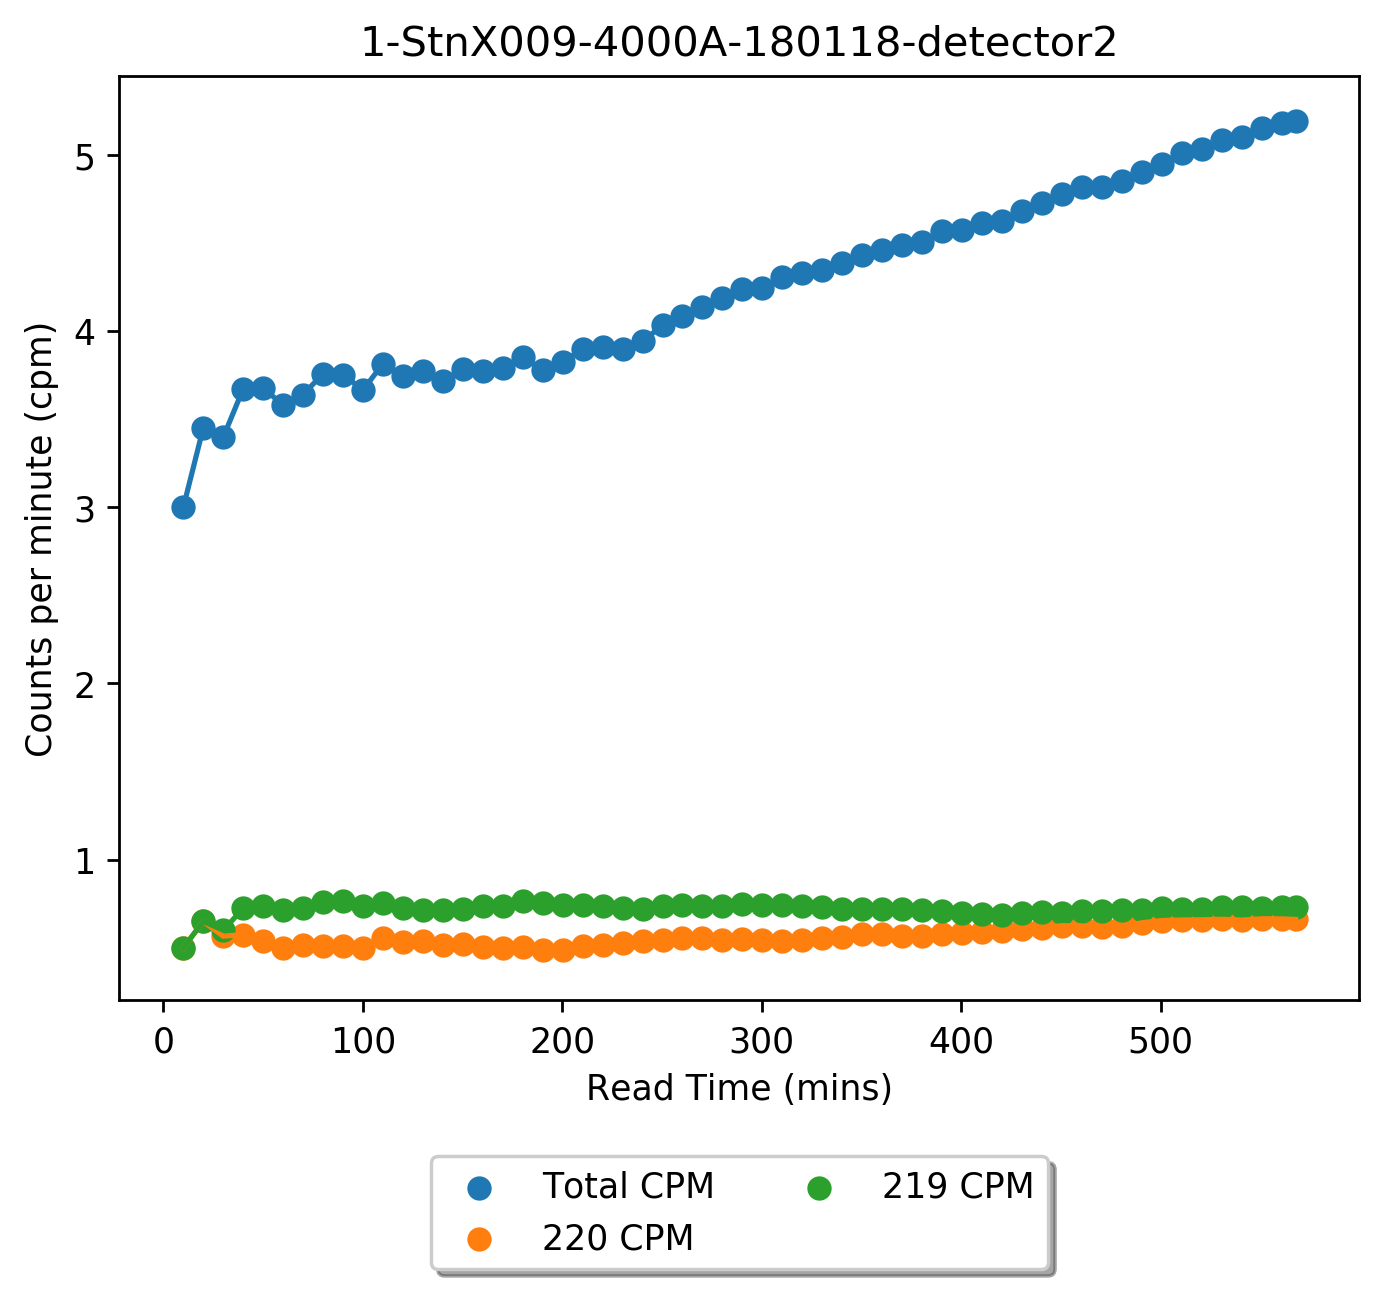 1-StnX009-4000A-180118-detector2
Counts per minute (cpm)
5
4
3
2
1
0 100 200 300 400 500
Read Time (mins)
Total CPM
220 CPM
219 CPM